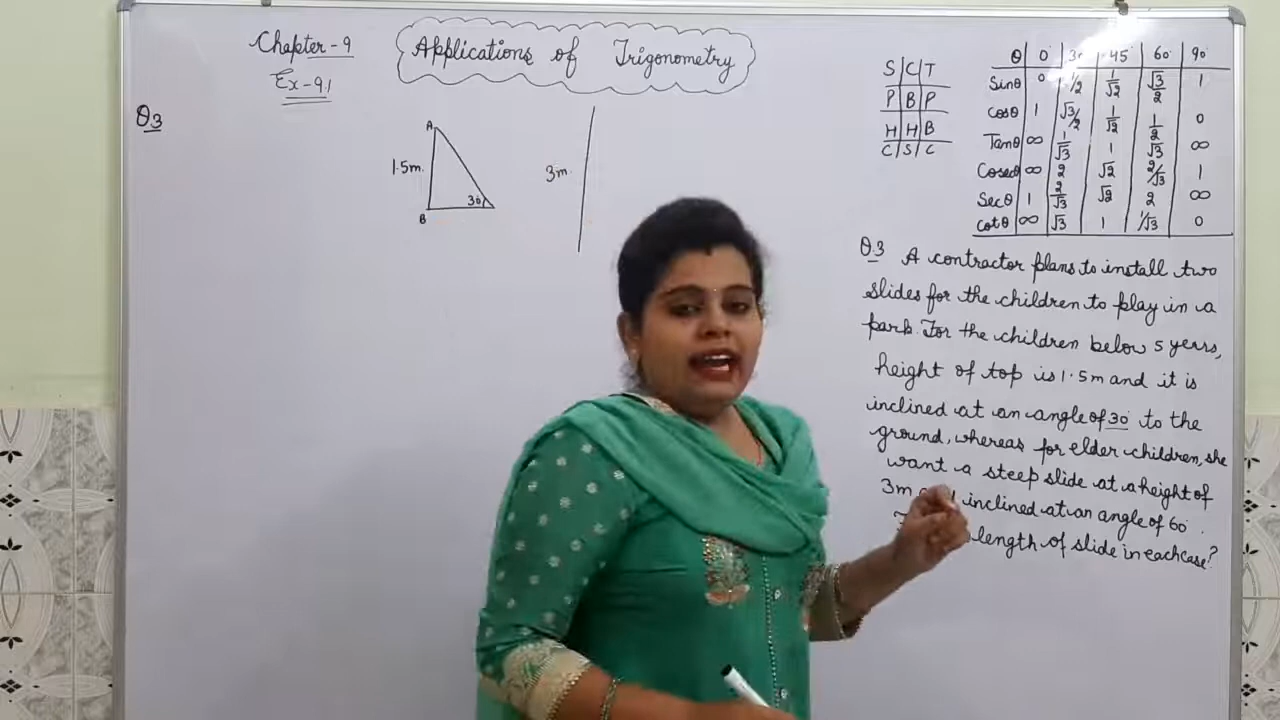 Chapter-9
Applications of Trigonometry
Ex-9.1
Q3
A
1.5m.
30
B
3m.
S C T
P B P
H H B
C S C
θ 0° 45° 60° 90°
Sinθ 0 1/2 1/√2 √3/2 1
Cosθ 1 √3/2 1/√2 1/2 0
Tanθ ∞ 1/√3 1 √3 ∞
Cosecθ ∞ 2 √2 2/√3 1
Secθ 1 2/√3 √2 2 ∞
Cotθ ∞ √3 1 1/√3 0
Q3 A contractor plans to install two
slides for the children to play in a
park. For the children below 5 years,
height of top is 1.5m and it is
inclined at an angle of 30° to the
ground, whereas for elder children, she
want a steep slide at a height of
3m inclined at an angle of 60°.
length of slide in each case?